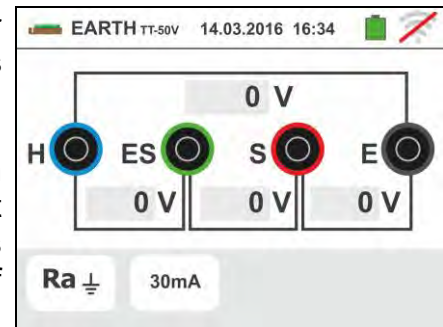 EARTH TT-50V 14.03.2016 16:34
0 V
H ES S E
0 V 0 V 0 V
Ra 30mA